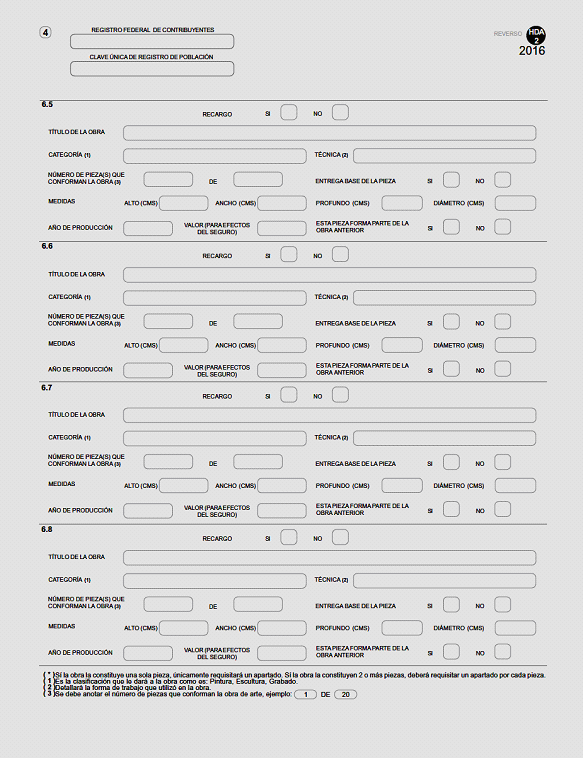 4 REGISTRO FEDERAL DE CONTRIBUYENTES REVERSO HDA 2
2016
CLAVE ÚNICA DE REGISTRO DE POBLACIÓN
6.5
RECARGO SI NO
TÍTULO DE LA OBRA
CATEGORÍA (1) TÉCNICA (2)
NÚMERO DE PIEZA(S) QUE
CONFORMAN LA OBRA (3) DE ENTREGA BASE DE LA PIEZA SI NO
MEDIDAS ALTO (CMS) ANCHO (CMS) PROFUNDO (CMS) DIÁMETRO (CMS)
AÑO DE PRODUCCIÓN VALOR (PARA EFECTOS
DEL SEGURO) ESTA PIEZA FORMA PARTE DE LA
OBRA ANTERIOR SI NO
6.6
RECARGO SI NO
TÍTULO DE LA OBRA
CATEGORÍA (1) TÉCNICA (2)
NÚMERO DE PIEZA(S) QUE
CONFORMAN LA OBRA (3) DE ENTREGA BASE DE LA PIEZA SI NO
MEDIDAS ALTO (CMS) ANCHO (CMS) PROFUNDO (CMS) DIÁMETRO (CMS)
AÑO DE PRODUCCIÓN VALOR (PARA EFECTOS
DEL SEGURO) ESTA PIEZA FORMA PARTE DE LA
OBRA ANTERIOR SI NO
6.7
RECARGO SI NO
TÍTULO DE LA OBRA
CATEGORÍA (1) TÉCNICA (2)
NÚMERO DE PIEZA(S) QUE
CONFORMAN LA OBRA (3) DE ENTREGA BASE DE LA PIEZA SI NO
MEDIDAS ALTO (CMS) ANCHO (CMS) PROFUNDO (CMS) DIÁMETRO (CMS)
AÑO DE PRODUCCIÓN VALOR (PARA EFECTOS
DEL SEGURO) ESTA PIEZA FORMA PARTE DE LA
OBRA ANTERIOR SI NO
6.8
RECARGO SI NO
TÍTULO DE LA OBRA
CATEGORÍA (1) TÉCNICA (2)
NÚMERO DE PIEZA(S) QUE
CONFORMAN LA OBRA (3) DE ENTREGA BASE DE LA PIEZA SI NO
MEDIDAS ALTO (CMS) ANCHO (CMS) PROFUNDO (CMS) DIÁMETRO (CMS)
AÑO DE PRODUCCIÓN VALOR (PARA EFECTOS
DEL SEGURO) ESTA PIEZA FORMA PARTE DE LA
OBRA ANTERIOR SI NO
( * )Si la obra la constituye una sola pieza, únicamente requisitará un apartado. Si la obra la constituyen 2 o más piezas, deberá requisitar un apartado por cada pieza.
( 1 )Es la clasificación que le dará a la obra como es: Pintura, Escultura, Grabado.
( 2 )Detallará la forma de trabajo que utilizó en la obra.
( 3 )Se debe anotar el número de piezas que conforman la obra de arte, ejemplo: 1 DE 20